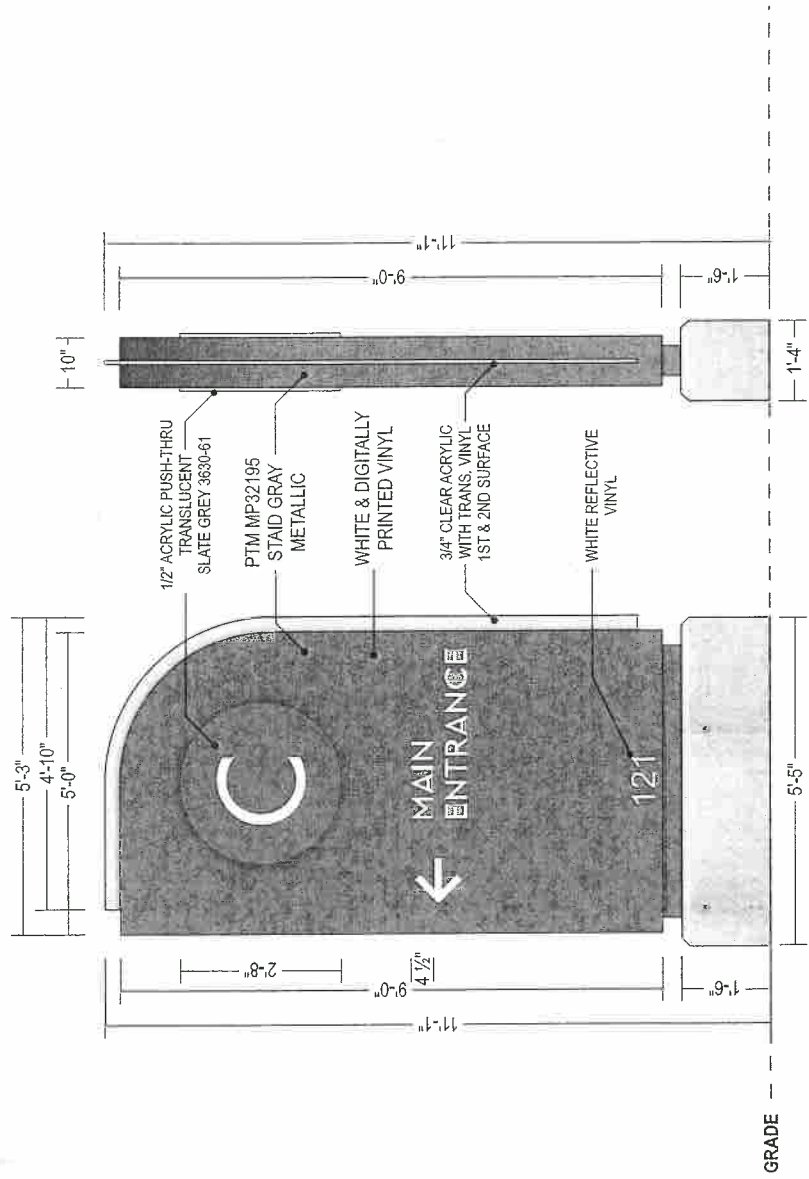 5'-3"
4'-10"
5'-0"
11'-1"
9'-0"
2'-8"
4 ½"
1'-6"
C
MAIN
ENTRANCE
121
5'-5"
1/2" ACRYLIC PUSH-THRU
TRANSLUCENT
SLATE GREY 3630-61
PTM MP32195
STAID GRAY
METALLIC
WHITE & DIGITALLY
PRINTED VINYL
3/4" CLEAR ACRYLIC
WITH TRANS. VINYL
1ST & 2ND SURFACE
WHITE REFLECTIVE
VINYL
10"
11'-1"
9'-0"
1'-6"
1'-4"
GRADE